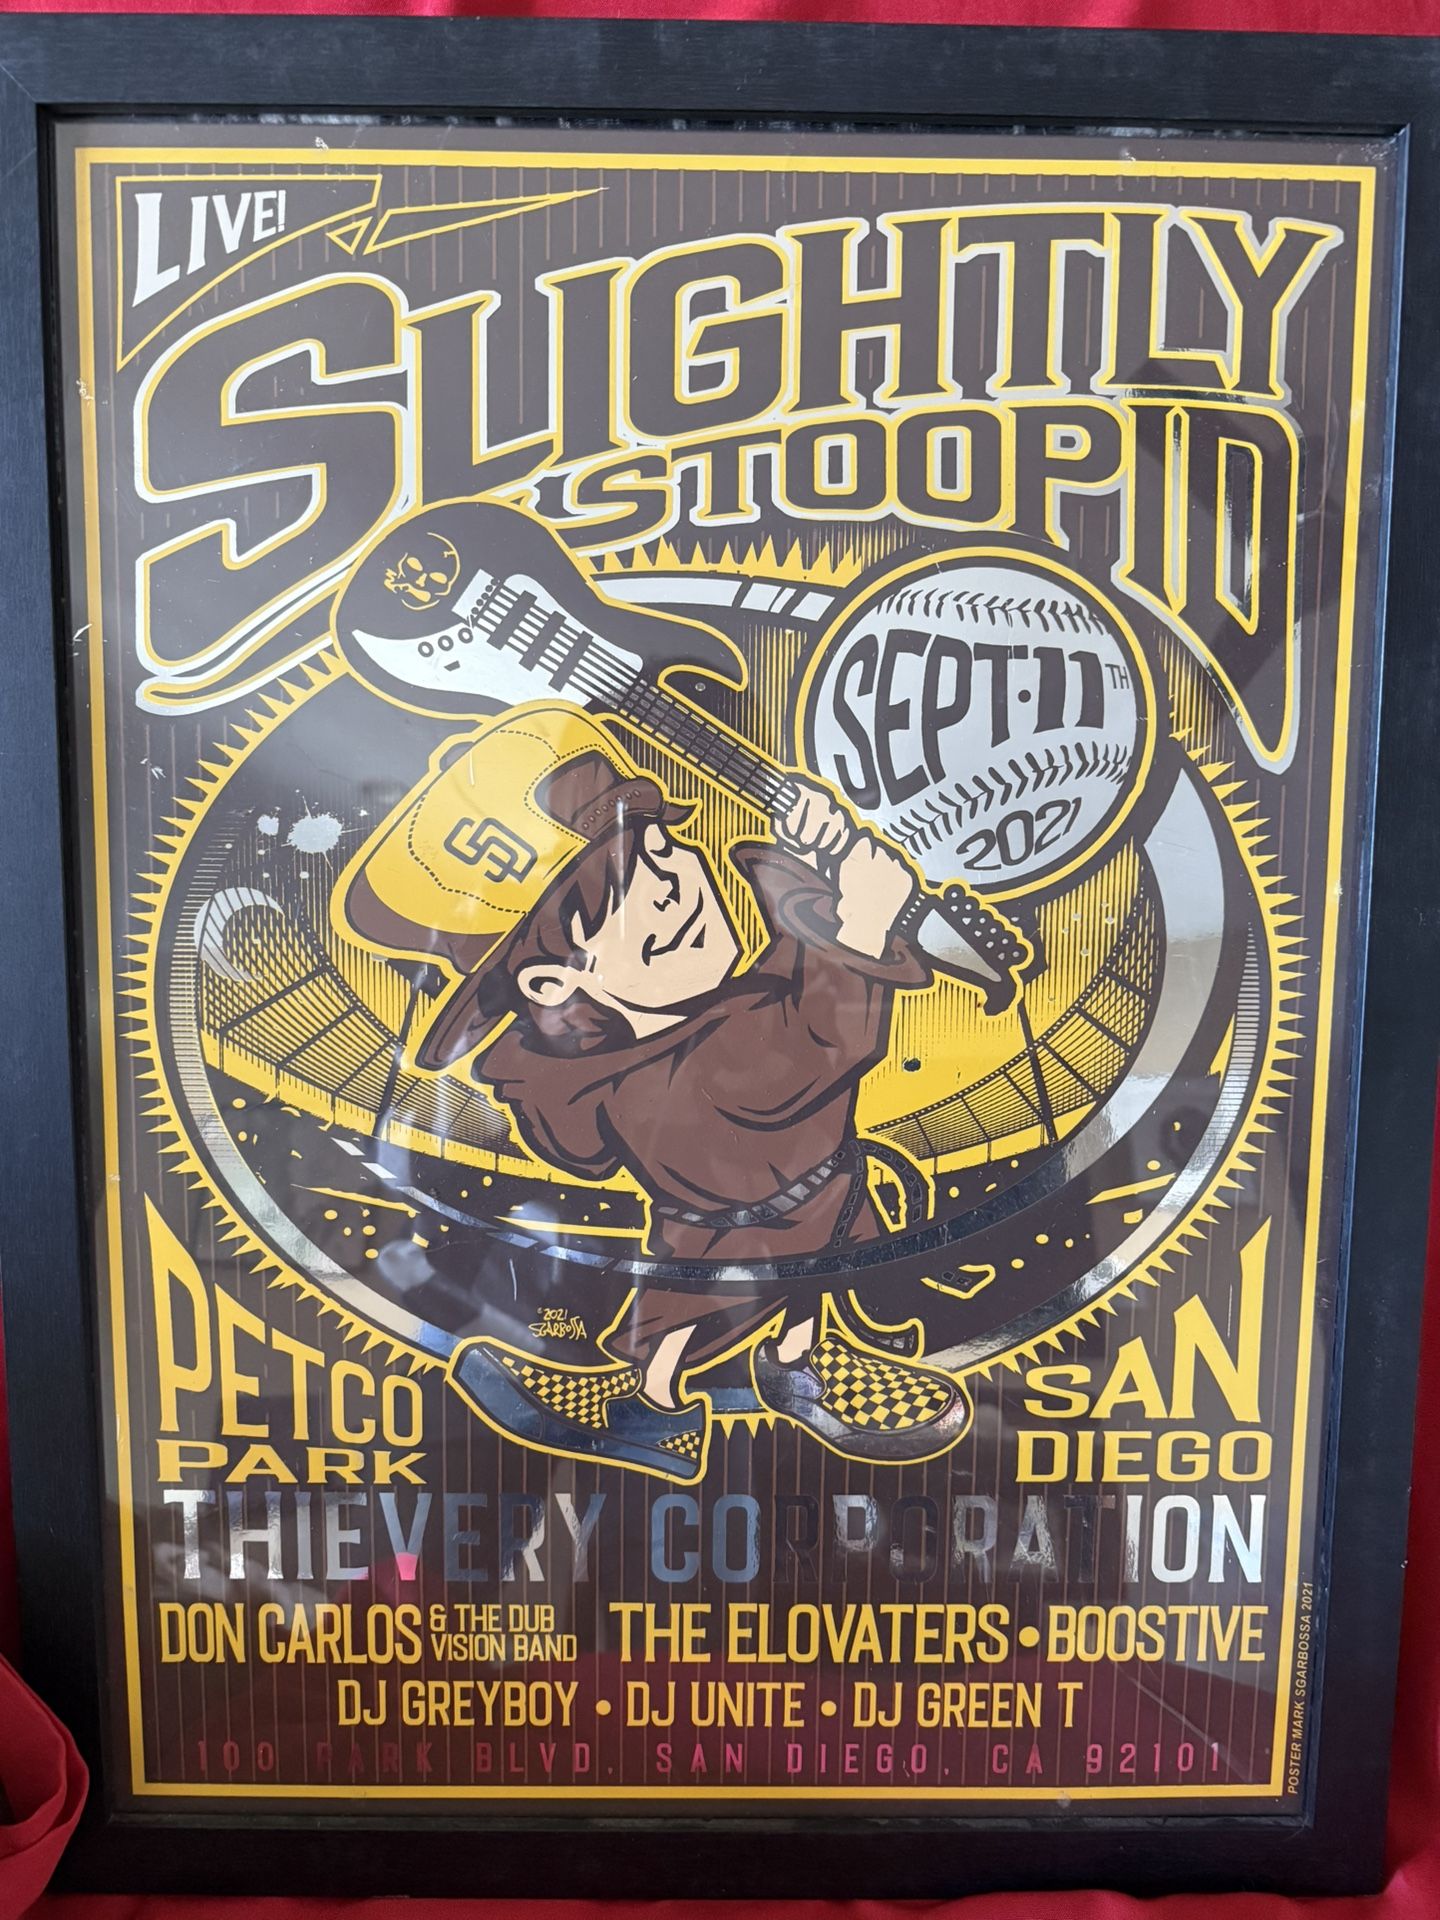 LIVE!
SLIGHTLY
STOOPID
SEPT·11TH
2021
SD
©2021
SGARBOSSA
PETCO
PARK
SAN
DIEGO
THIEVERY CORPORATION
DON CARLOS & THE DUB VISION BAND THE ELOVATERS • BOOSTIVE
DJ GREYBOY • DJ UNITE • DJ GREEN T
100 PARK BLVD, SAN DIEGO, CA 92101
POSTER MARK SGARBOSSA 2021